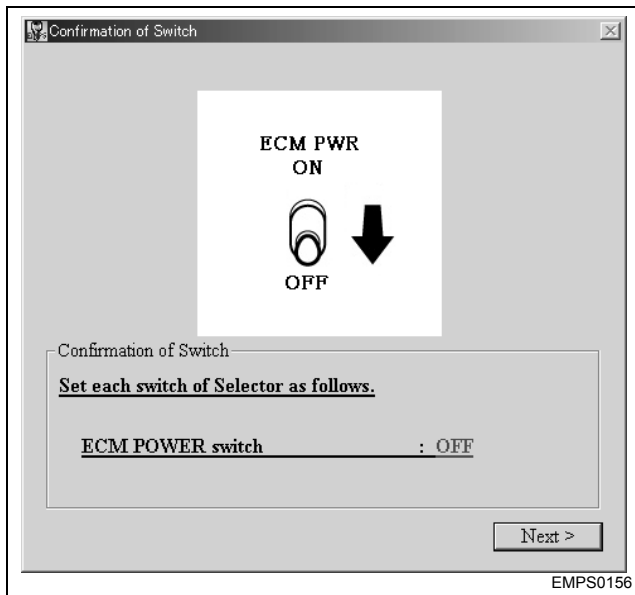 Confirmation of Switch
ECM PWR
ON
OFF
Confirmation of Switch
Set each switch of Selector as follows.
ECM POWER switch : OFF
Next >
EMPS0156